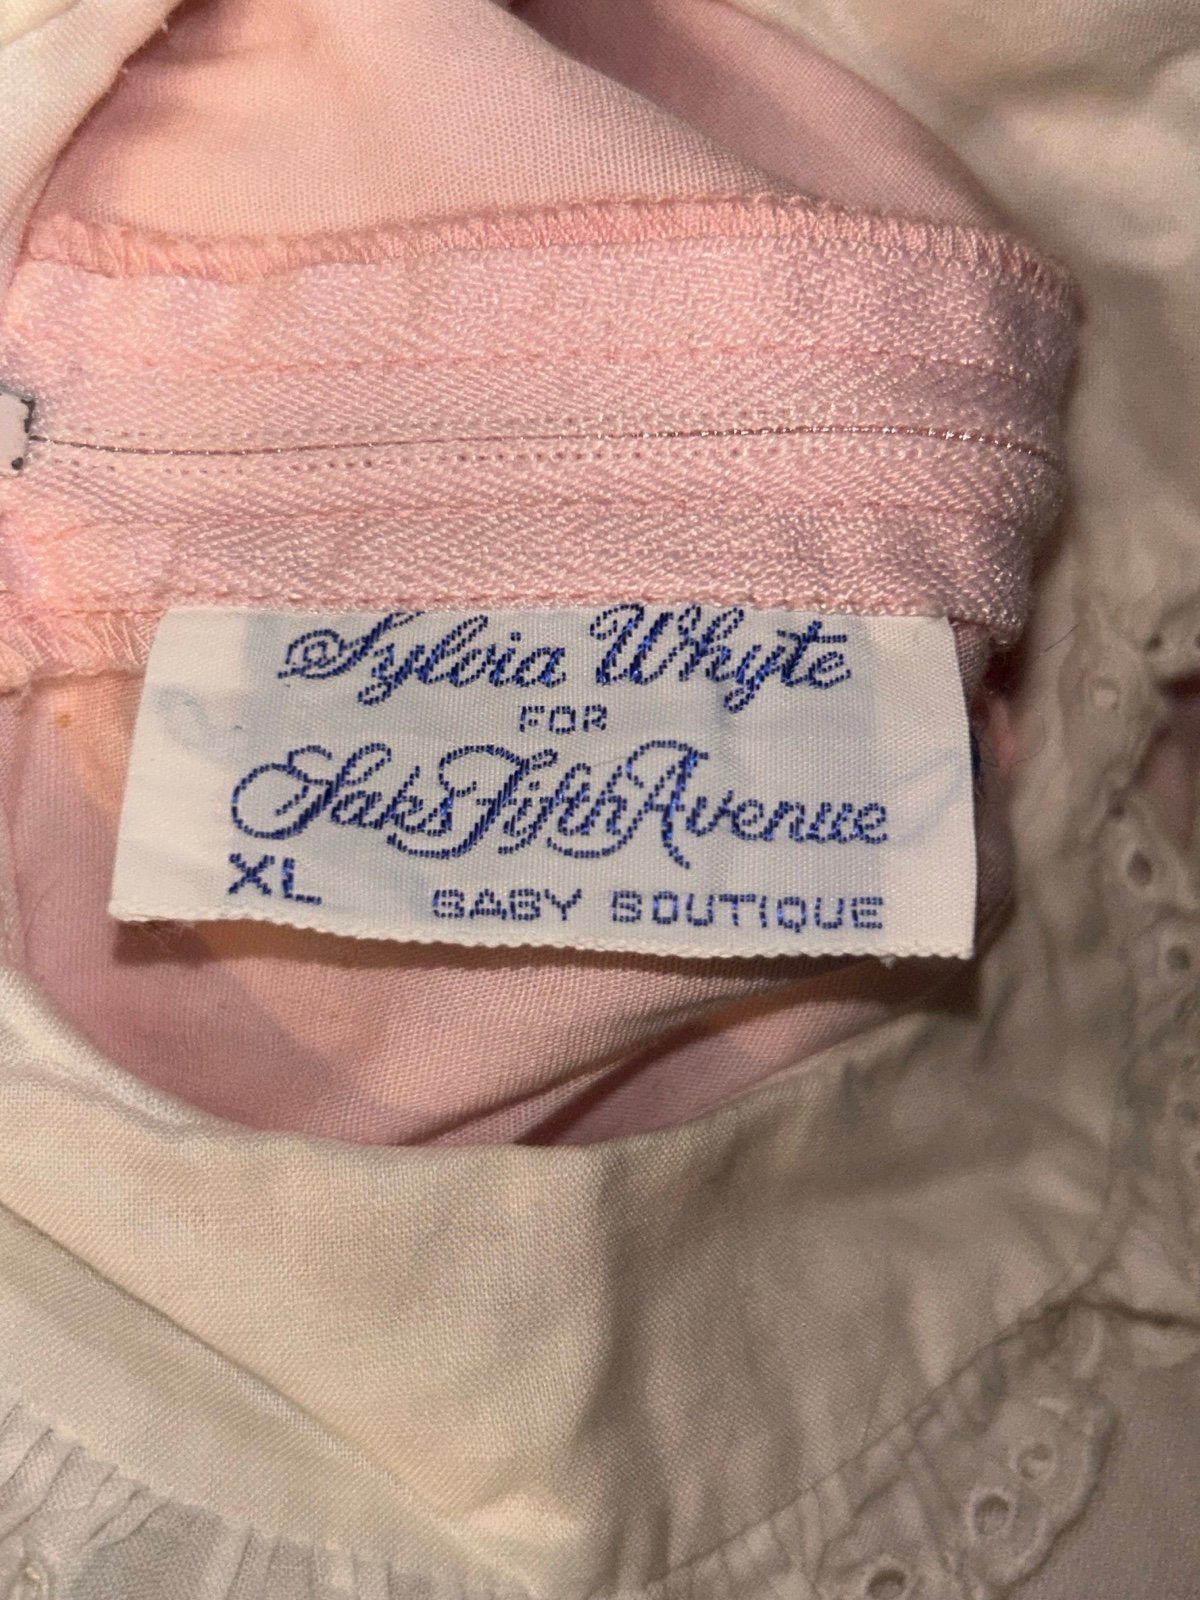 Sylvia Whyte
FOR
Saks Fifth Avenue
XL BABY BOUTIQUE